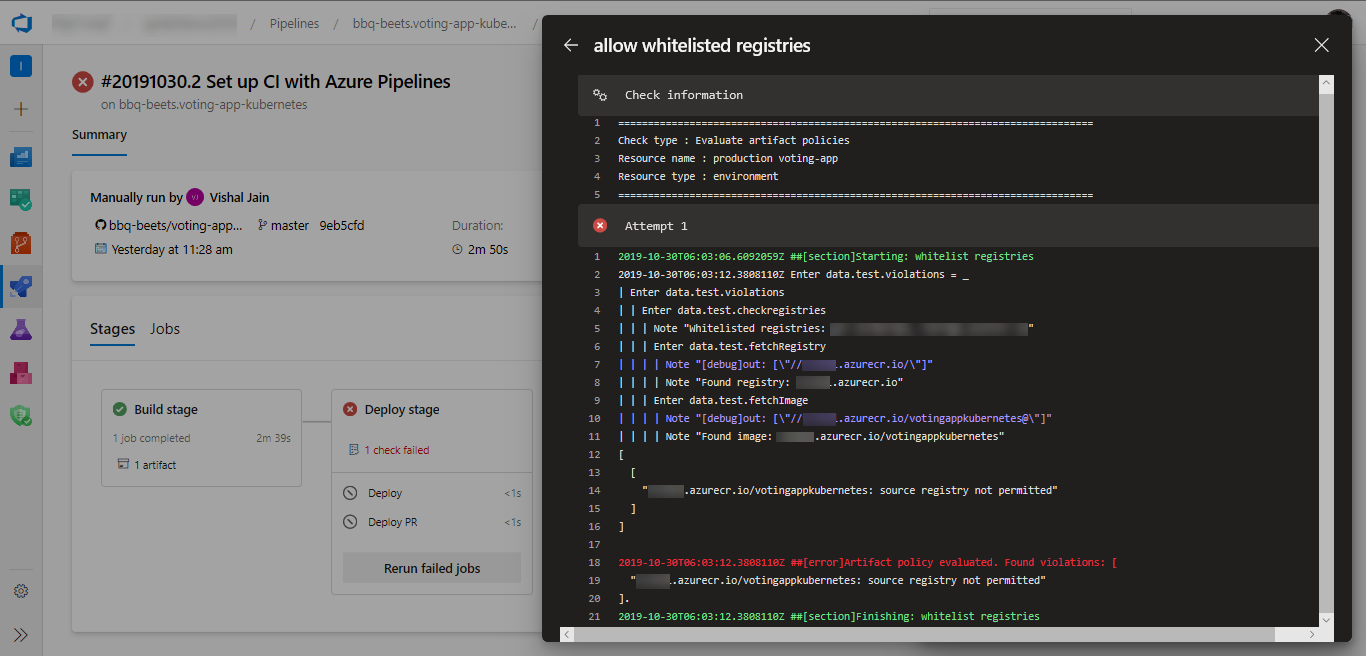 / Pipelines / bbq-beets.voting-app-kube... /
I
#20191030.2 Set up CI with Azure Pipelines
on bbq-beets.voting-app-kubernetes
Summary
Manually run by VJ Vishal Jain
bbq-beets/voting-app... master 9eb5cfd Duration:
Yesterday at 11:28 am 2m 50s
Stages Jobs
Build stage
1 job completed 2m 39s
1 artifact
Deploy stage
1 check failed
Deploy <1s
Deploy PR <1s
Rerun failed jobs
allow whitelisted registries
Check information
1 ================================================================================
2 Check type : Evaluate artifact policies
3 Resource name : production voting-app
4 Resource type : environment
5 ================================================================================
Attempt 1
1 2019-10-30T06:03:06.6092059Z ##[section]Starting: whitelist registries
2 2019-10-30T06:03:12.3808110Z Enter data.test.violations = _
3 | Enter data.test.violations
4 | | Enter data.test.checkregistries
5 | | | Note "Whitelisted registries: "
6 | | | Enter data.test.fetchRegistry
7 | | | | Note "[debug]out: [\"// .azurecr.io/\"]"
8 | | | | Note "Found registry: .azurecr.io"
9 | | | Enter data.test.fetchImage
10 | | | | Note "[debug]out: [\"// .azurecr.io/votingappkubernetes@\"]"
11 | | | | Note "Found image: .azurecr.io/votingappkubernetes"
12 [
13 [
14 " .azurecr.io/votingappkubernetes: source registry not permitted"
15 ]
16 ]
17
18 2019-10-30T06:03:12.3808110Z ##[error]Artifact policy evaluated. Found violations: [
19 " .azurecr.io/votingappkubernetes: source registry not permitted"
20 ].
21 2019-10-30T06:03:12.3808110Z ##[section]Finishing: whitelist registries